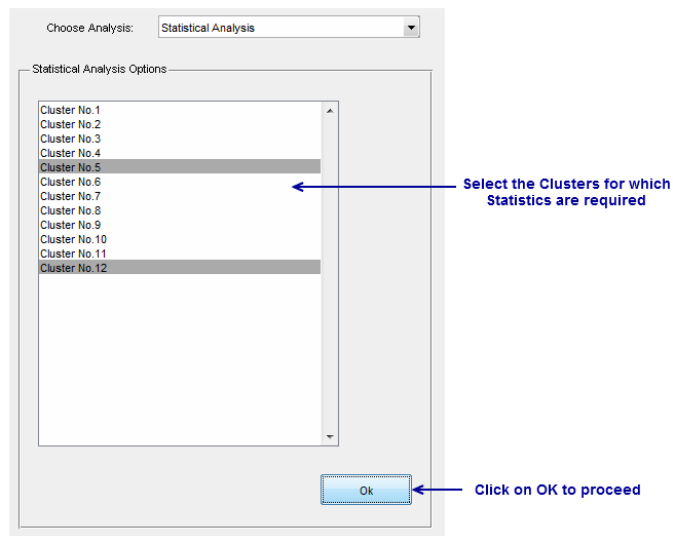 Choose Analysis: Statistical Analysis
Statistical Analysis Options
Cluster No.1
Cluster No.2
Cluster No.3
Cluster No.4
Cluster No.5
Cluster No.6
Cluster No.7
Cluster No.8
Cluster No.9
Cluster No.10
Cluster No.11
Cluster No.12
Select the Clusters for which
Statistics are required
Ok
Click on OK to proceed